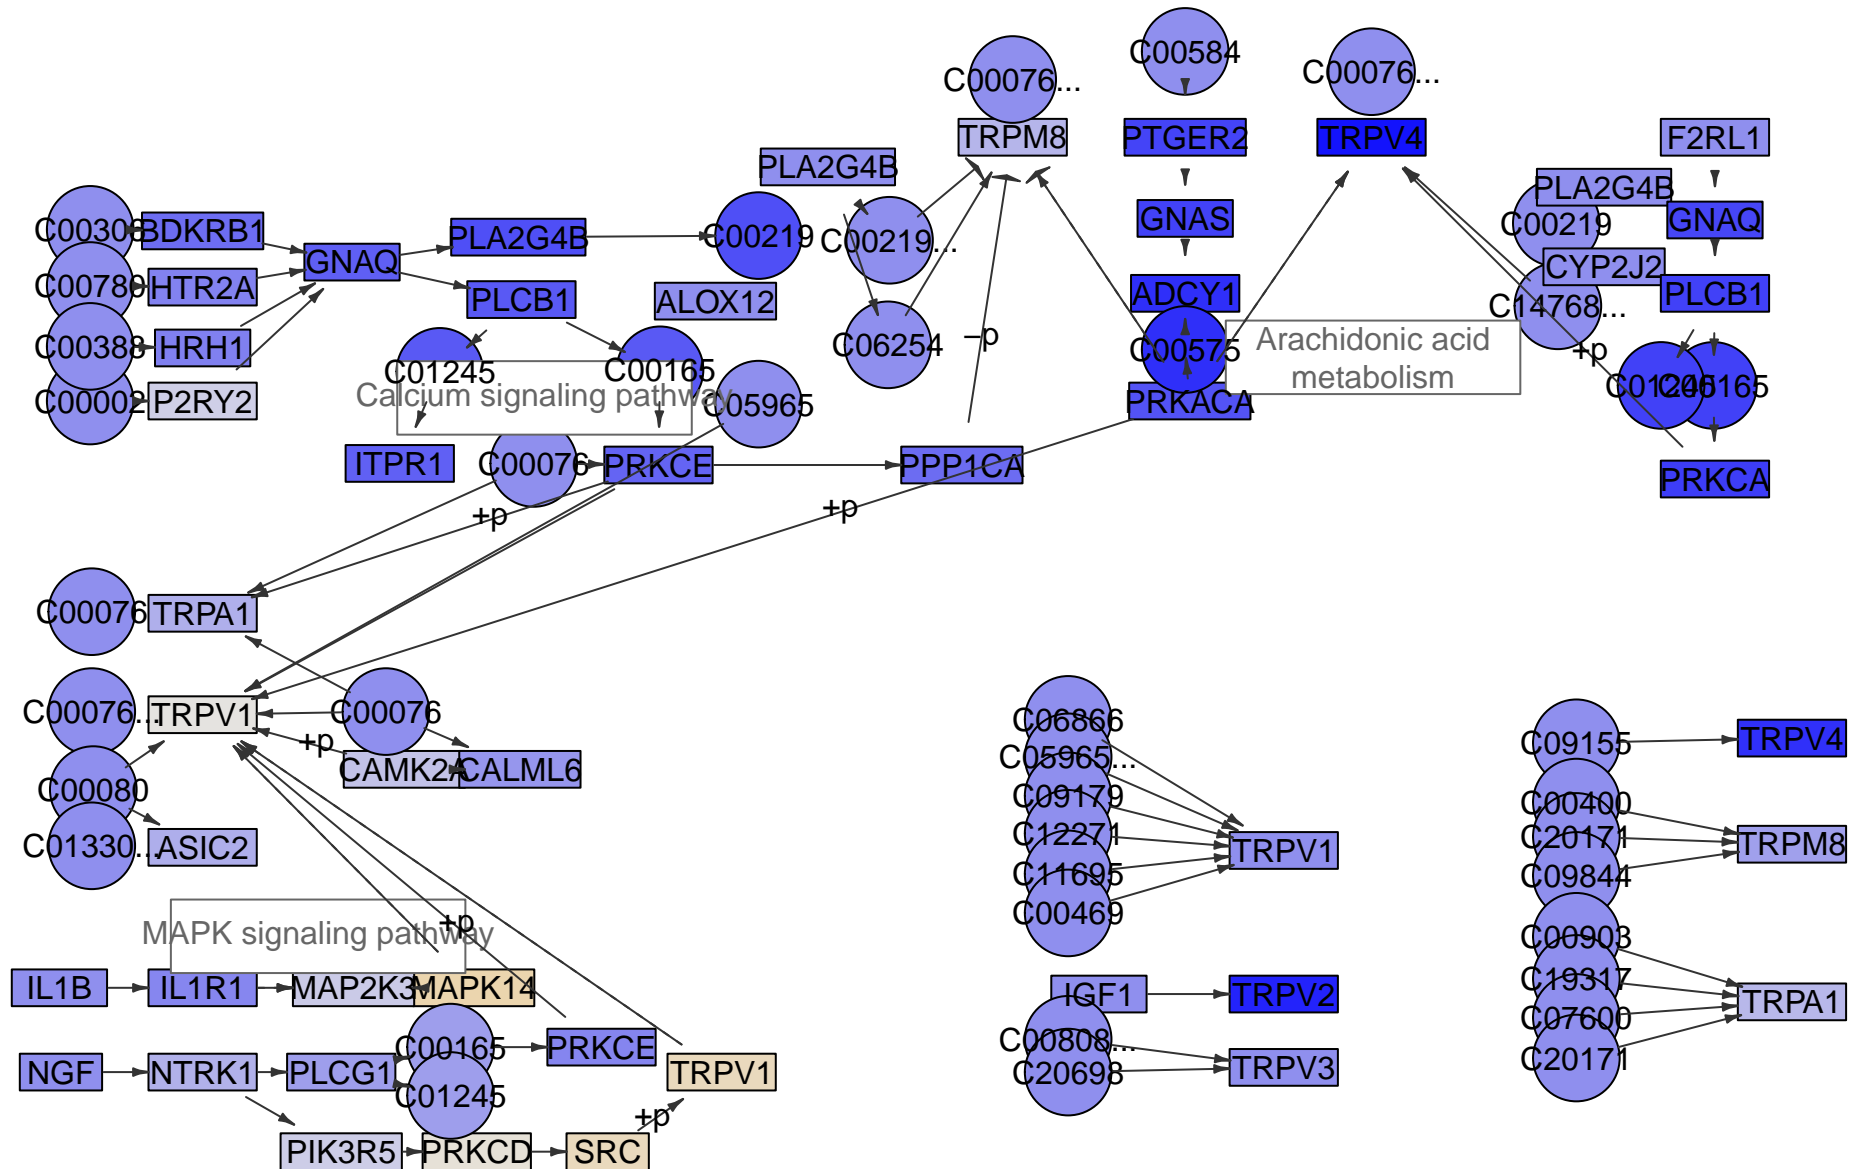 C00584
C00076...
C00076...
TRPM8
PTGER2
TRPV4
F2RL1
PLA2G4B
PLA2G4B
C00219
GNAS
GNAQ
BDKRB1
PLA2G4B
C00219
C00219...
GNAQ
CYP2J2
C00780
HTR2A
PLCB1
ALOX12
ADCY1
C14768...
PLCB1
C00388
HRH1
C06254
–p
C00575
Arachidonic acid
metabolism
+p
C01245
C00165
Calcium signaling pathway
C00002
P2RY2
C05965
PRKACA
C01245
C00165
ITPR1
C00076
PRKCE
PPP1CA
PRKCA
+p
+p
C00076
TRPA1
C00076...
TRPV1
C00076
+p
CAMK2A
CALML6
C00080
C01330...
ASIC2
C06866
C05965...
C09179
C12271
C11695
C00469
TRPV1
C09155
TRPV4
C00400
C20171
C09844
TRPM8
+p
MAPK signaling pathway
C00903
C19317
C07600
C20171
TRPA1
IL1B
IL1R1
MAP2K3
MAPK14
IGF1
TRPV2
C00808...
C20698
TRPV3
C00165
PRKCE
NGF
NTRK1
PLCG1
C01245
TRPV1
+p
PIK3R5
PRKCD
SRC